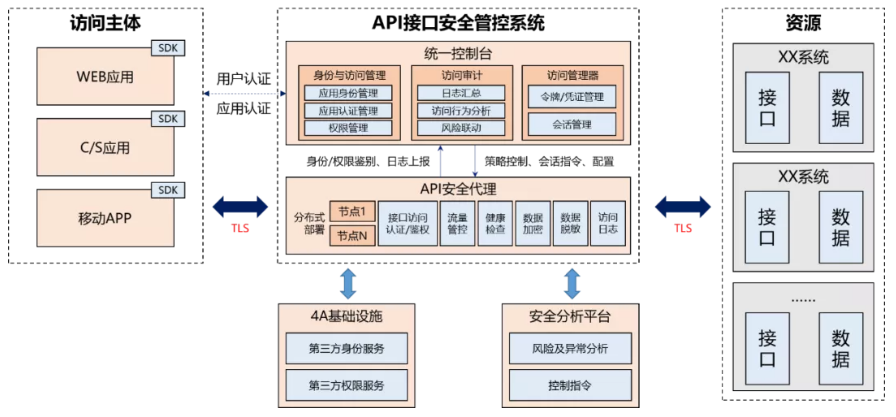 访问主体
SDK
WEB应用
SDK
C/S应用
SDK
移动APP
用户认证
应用认证
TLS
API接口安全管控系统
统一控制台
身份与访问管理
应用身份管理
应用认证管理
权限管理
访问审计
日志汇总
访问行为分析
风险联动
访问管理器
令牌/凭证管理
会话管理
身份/权限鉴别、日志上报
策略控制、会话指令、配置
API安全代理
分布式
部署
节点1
节点N
接口访问
认证/鉴权
流量
管控
健康
检查
数据
加密
数据
脱敏
访问
日志
4A基础设施
第三方身份服务
第三方权限服务
安全分析平台
风险及异常分析
控制指令
TLS
资源
XX系统
接口
数据
XX系统
接口
数据
......
接口
数据